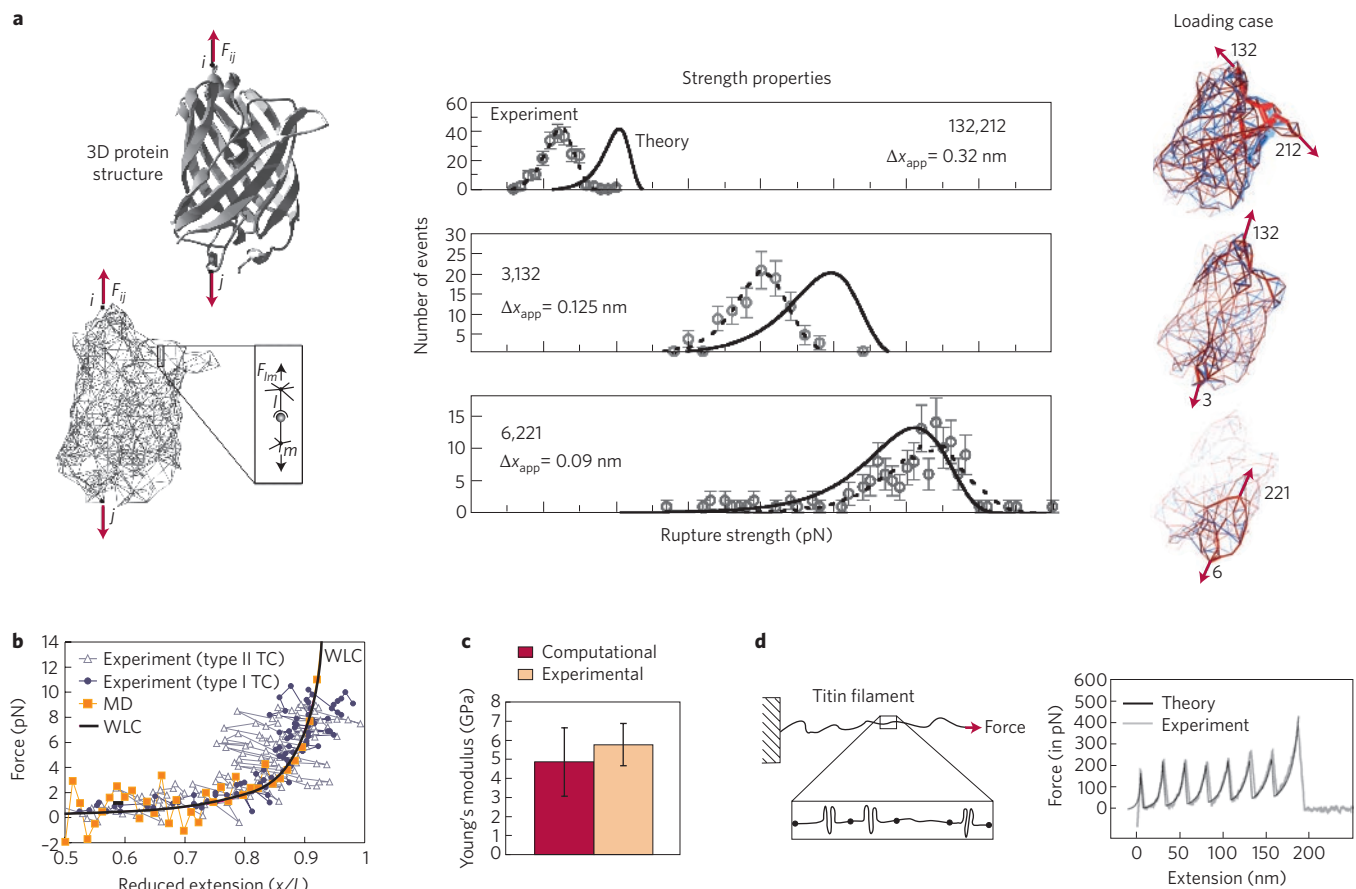 a
F_ij
i
3D protein
structure
j
i
F_ij
F_lm
l
m
j
Strength properties
Number of events
60
40
20
0
Experiment
Theory
132,212
Δx_app = 0.32 nm
30
25
20
15
10
5
3,132
Δx_app = 0.125 nm
15
10
5
0
6,221
Δx_app = 0.09 nm
Rupture strength (pN)
Loading case
132
212
132
3
221
6
b
Force (pN)
14
12
10
8
6
4
2
0
−2
Experiment (type II TC)
Experiment (type I TC)
MD
WLC
WLC
0.5 0.6 0.7 0.8 0.9 1
Reduced extension (x/L)
c
Computational
Experimental
Young's modulus (GPa)
8
7
6
5
4
3
2
1
0
d
Titin filament
Force
Force (in pN)
600
500
400
300
200
100
0
Theory
Experiment
0 50 100 150 200
Extension (nm)